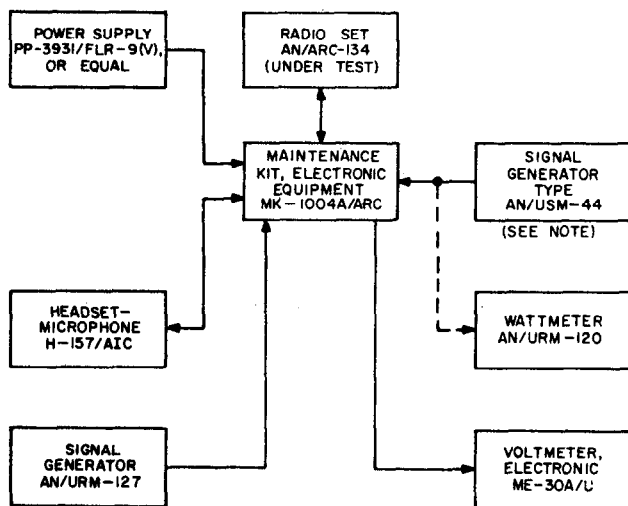 POWER SUPPLY
PP-3931/FLR-9(V),
OR EQUAL
RADIO SET
AN/ARC-134
(UNDER TEST)
MAINTENANCE
KIT, ELECTRONIC
EQUIPMENT
MK-1004A/ARC
SIGNAL
GENERATOR
TYPE
AN/USM-44
(SEE NOTE)
HEADSET-
MICROPHONE
H-157/AIC
WATTMETER
AN/URM-120
SIGNAL
GENERATOR
AN/URM-127
VOLTMETER,
ELECTRONIC
ME-30A/U